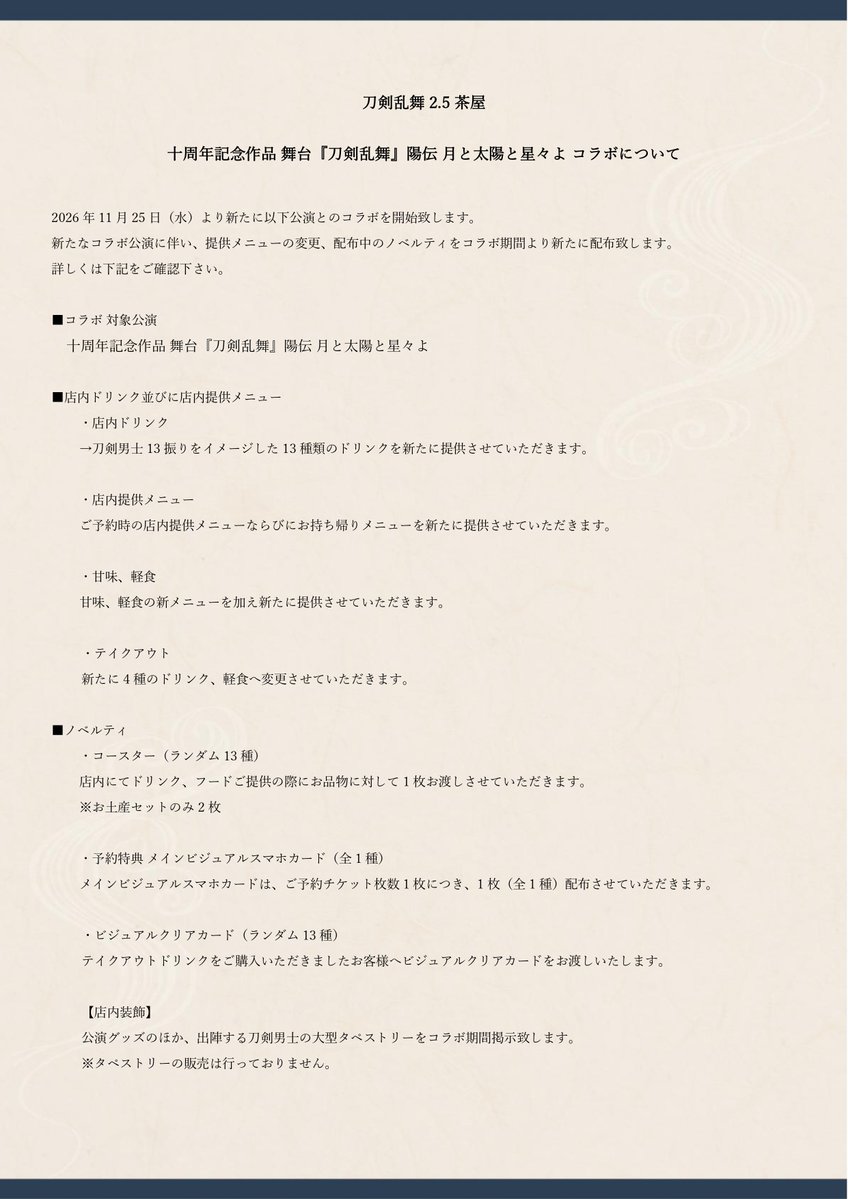 刀剣乱舞 2.5 茶屋
十周年記念作品 舞台『刀剣乱舞』陽伝 月と太陽と星々よ コラボについて
2026 年 11 月 25 日（水）より新たに以下公演とのコラボを開始致します。
新たなコラボ公演に伴い、提供メニューの変更、配布中のノベルティをコラボ期間より新たに配布致します。
詳しくは下記をご確認下さい。
■コラボ 対象公演
十周年記念作品 舞台『刀剣乱舞』陽伝 月と太陽と星々よ
■店内ドリンク並びに店内提供メニュー
・店内ドリンク
→刀剣男士 13 振りをイメージした 13 種類のドリンクを新たに提供させていただきます。
・店内提供メニュー
ご予約時の店内提供メニューならびにお持ち帰りメニューを新たに提供させていただきます。
・甘味、軽食
甘味、軽食の新メニューを加え新たに提供させていただきます。
・テイクアウト
新たに 4 種のドリンク、軽食へ変更させていただきます。
■ノベルティ
・コースター（ランダム 13 種）
店内にてドリンク、フードご提供の際にお品物に対して 1 枚お渡しさせていただきます。
※お土産セットのみ 2 枚
・予約特典 メインビジュアルスマホカード（全 1 種）
メインビジュアルスマホカードは、ご予約チケット枚数 1 枚につき、1 枚（全 1 種）配布させていただきます。
・ビジュアルクリアカード（ランダム 13 種）
テイクアウトドリンクをご購入いただきましたお客様へビジュアルクリアカードをお渡しいたします。
【店内装飾】
公演グッズのほか、出陣する刀剣男士の大型タペストリーをコラボ期間掲示致します。
※タペストリーの販売は行っておりません。